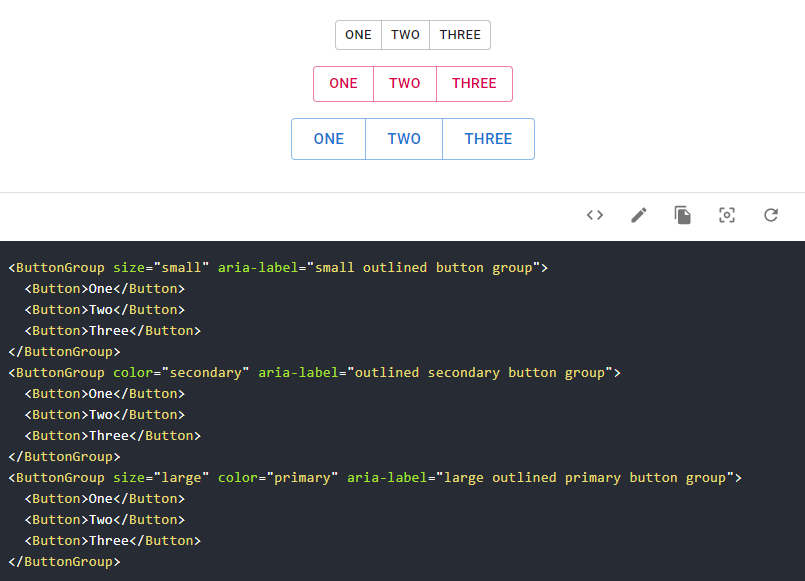 ONE TWO THREE
ONE TWO THREE
ONE TWO THREE
<ButtonGroup size="small" aria-label="small outlined button group">
  <Button>One</Button>
  <Button>Two</Button>
  <Button>Three</Button>
</ButtonGroup>
<ButtonGroup color="secondary" aria-label="outlined secondary button group">
  <Button>One</Button>
  <Button>Two</Button>
  <Button>Three</Button>
</ButtonGroup>
<ButtonGroup size="large" color="primary" aria-label="large outlined primary button group">
  <Button>One</Button>
  <Button>Two</Button>
  <Button>Three</Button>
</ButtonGroup>